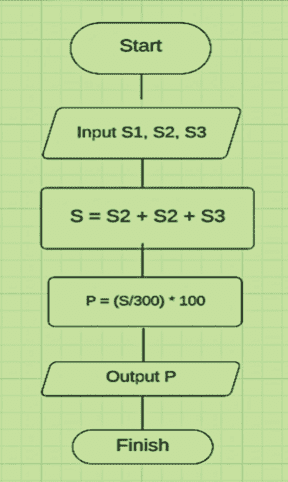 Start
Input S1, S2, S3
S = S2 + S2 + S3
P = (S/300) * 100
Output P
Finish